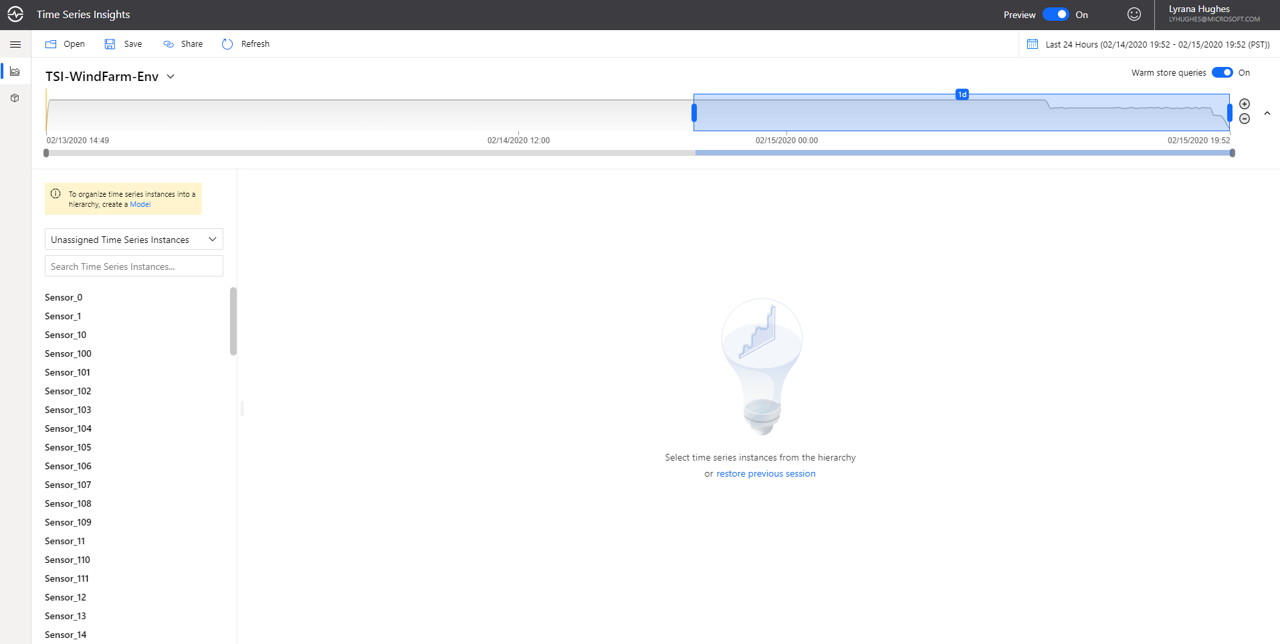 Time Series Insights
Preview On
Lyrana Hughes
LYHUGHES@MICROSOFT.COM
Open Save Share Refresh
Last 24 Hours (02/14/2020 19:52 - 02/15/2020 19:52 (PST))
TSI-WindFarm-Env
Warm store queries On
1d
02/13/2020 14:49 02/14/2020 12:00 02/15/2020 00:00 02/15/2020 19:52
To organize time series instances into a
hierarchy, create a Model
Unassigned Time Series Instances
Search Time Series Instances...
Sensor_0
Sensor_1
Sensor_10
Sensor_100
Sensor_101
Sensor_102
Sensor_103
Sensor_104
Sensor_105
Sensor_106
Sensor_107
Sensor_108
Sensor_109
Sensor_11
Sensor_110
Sensor_111
Sensor_12
Sensor_13
Sensor_14
Select time series instances from the hierarchy
or restore previous session